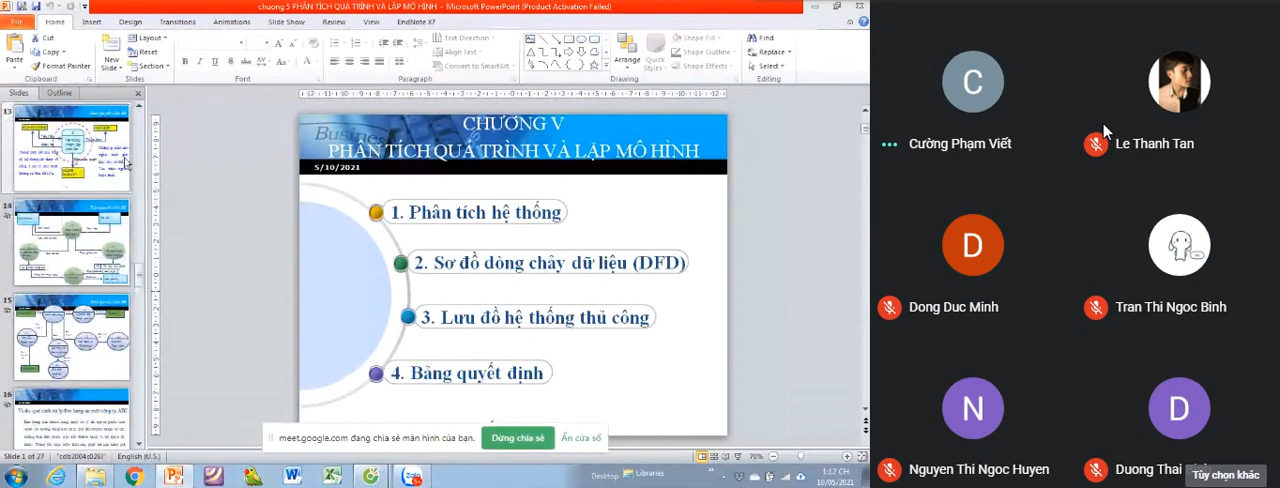 chuong 5 PHÂN TÍCH QUÁ TRÌNH VÀ LẬP MÔ HÌNH - Microsoft PowerPoint (Product Activation Failed)
File Home Insert Design Transitions Animations Slide Show Review View EndNote X7
Cut
Copy
Format Painter
Paste
Clipboard
New Slide
Layout
Reset
Section
Slides
Font
Paragraph
Text Direction
Align Text
Convert to SmartArt
Arrange
Quick Styles
Shape Fill
Shape Outline
Shape Effects
Drawing
Find
Replace
Select
Editing
Slides Outline
13
14
15
16
CHƯƠNG V
PHÂN TÍCH QUÁ TRÌNH VÀ LẬP MÔ HÌNH
5/10/2021
1. Phân tích hệ thống
2. Sơ đồ dòng chảy dữ liệu (DFD)
3. Lưu đồ hệ thống thủ công
4. Bảng quyết định
meet.google.com đang chia sẻ màn hình của bạn. Dừng chia sẻ Ẩn cửa sổ
Slide 1 of 27 "cdb2004c026l" English (U.S.) 70%
Zalo
Desktop Libraries
1:12 CH
10/05/2021
C
Cường Phạm Viết
Le Thanh Tan
D
Dong Duc Minh
Tran Thi Ngoc Binh
N
Nguyen Thi Ngoc Huyen
D
Duong Thai
Tùy chọn khác